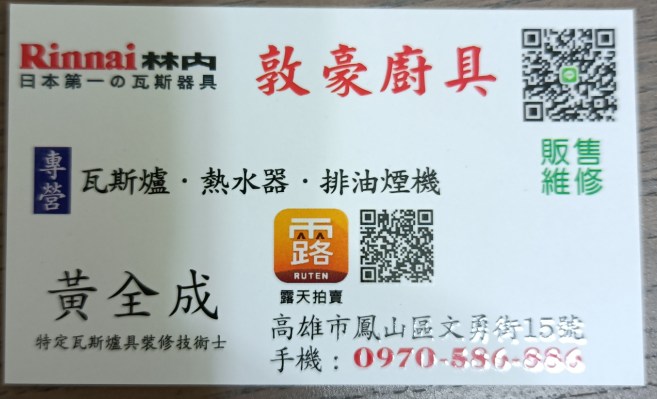 Rinnai 林内
日本第一の瓦斯器具
敦豪廚具
販售
維修
專營
瓦斯爐・熱水器・排油煙機
露
RUTEN
露天拍賣
黃全成
特定瓦斯爐具裝修技術士
高雄市鳳山區文勇街15號
手機：0970-586-886